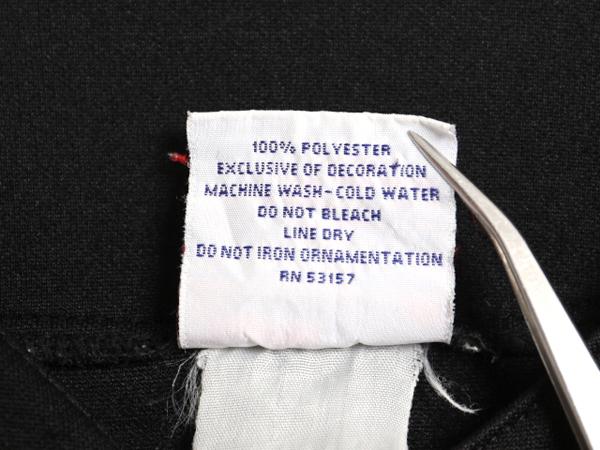 100% POLYESTER
EXCLUSIVE OF DECORATION
MACHINE WASH-COLD WATER
DO NOT BLEACH
LINE DRY
DO NOT IRON ORNAMENTATION
RN 53157